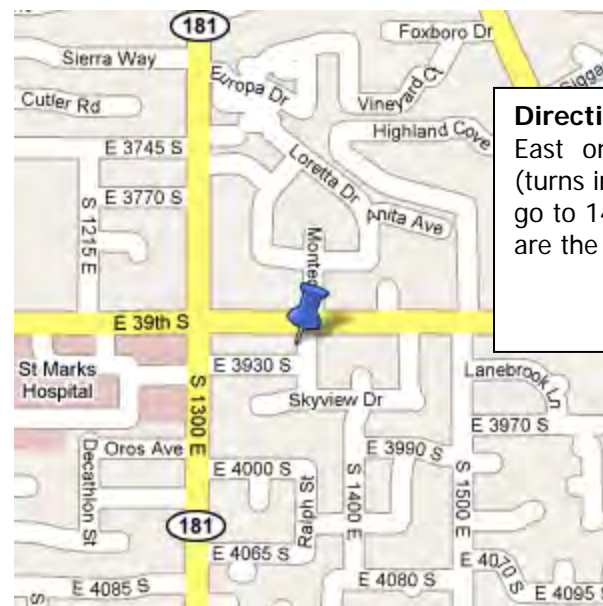 181
Foxboro Dr
Sierra Way
Europa Dr
Vineyard Ct
Cutler Rd
Directi
East on
(turns in
go to 14
are the
Highland Cove
E 3745 S
Loretta Dr
E 3770 S
S 1215 E
Anita Ave
E 39th S
St Marks
Hospital
E 3930 S
Lanebrook Ln
S 1300 E
Skyview Dr
E 3970 S
Oros Ave
E 3990 S
Decathlon St
E 4000 S
Ralph St
S 1400 E
S 1500 E
181
E 4065 S
E 4070 S
E 4085 S
E 4080 S
E 4095